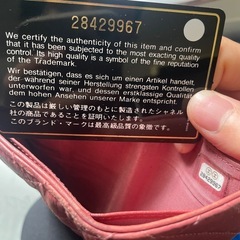 28429967
We certify the authenticity of this item and confirm
that it has been subjected to the most exacting quality
control. Its high quality is a symbol of the fine reputation
of the Trademark.
Wir bestätigen, dass es sich um einen Artikel handelt,
der während seiner Herstellung strengsten Kontrollen
unterworfen war, und dessen erstklassige Qualität
dem hohen Ansehen unserer Marke entspricht.
この製品は厳しい管理のもとに製造されたシャネル
社の商品であることを証明致します。
このブランド・マークは最高級品質の象徴です。
28429967